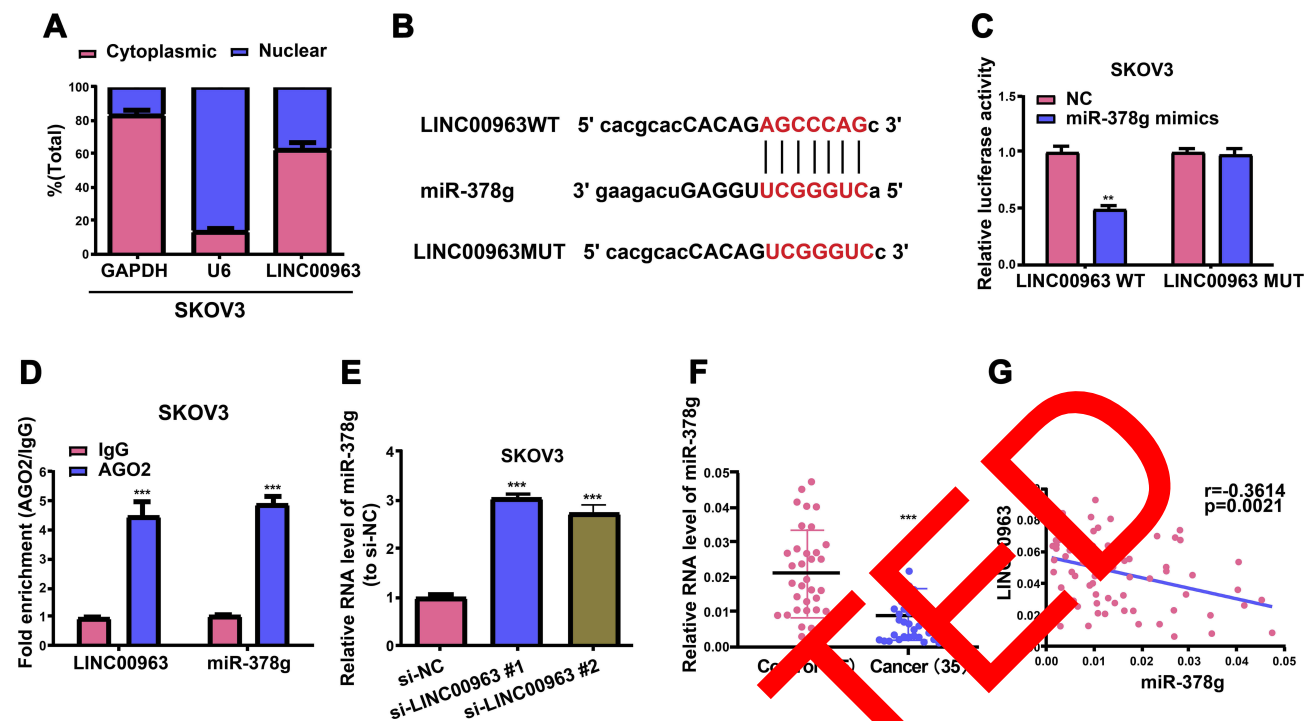 A
Cytoplasmic Nuclear
%(Total)
100
80
60
40
20
0
GAPDH U6 LINC00963
SKOV3
B
LINC00963WT 5' cacgcacCACAGAGCCCAGc 3'
miR-378g 3' gaagacuGAGGUUCGGGUCa 5'
LINC00963MUT 5' cacgcacCACAGUCGGGUCc 3'
C
SKOV3
NC
miR-378g mimics
Relative luciferase activity
1.5
1.0
0.5
0.0
**
LINC00963 WT LINC00963 MUT
D
SKOV3
IgG
AGO2
Fold enrichment (AGO2/IgG)
6
5
4
3
2
1
0
*** ***
LINC00963 miR-378g
E
SKOV3
Relative RNA level of miR-378g
(to si-NC)
4
3
2
1
0
*** ***
si-NC
si-LINC00963 #1
si-LINC00963 #2
F
Relative RNA level of miR-378g
0.05
0.04
0.03
0.02
0.01
0.00
***
Cancer (35)
G
r=-0.3614
p=0.0021
LINC00963
0.08
0.06
0.04
0.02
0.00 0.01 0.02 0.03 0.04 0.05
miR-378g
TED